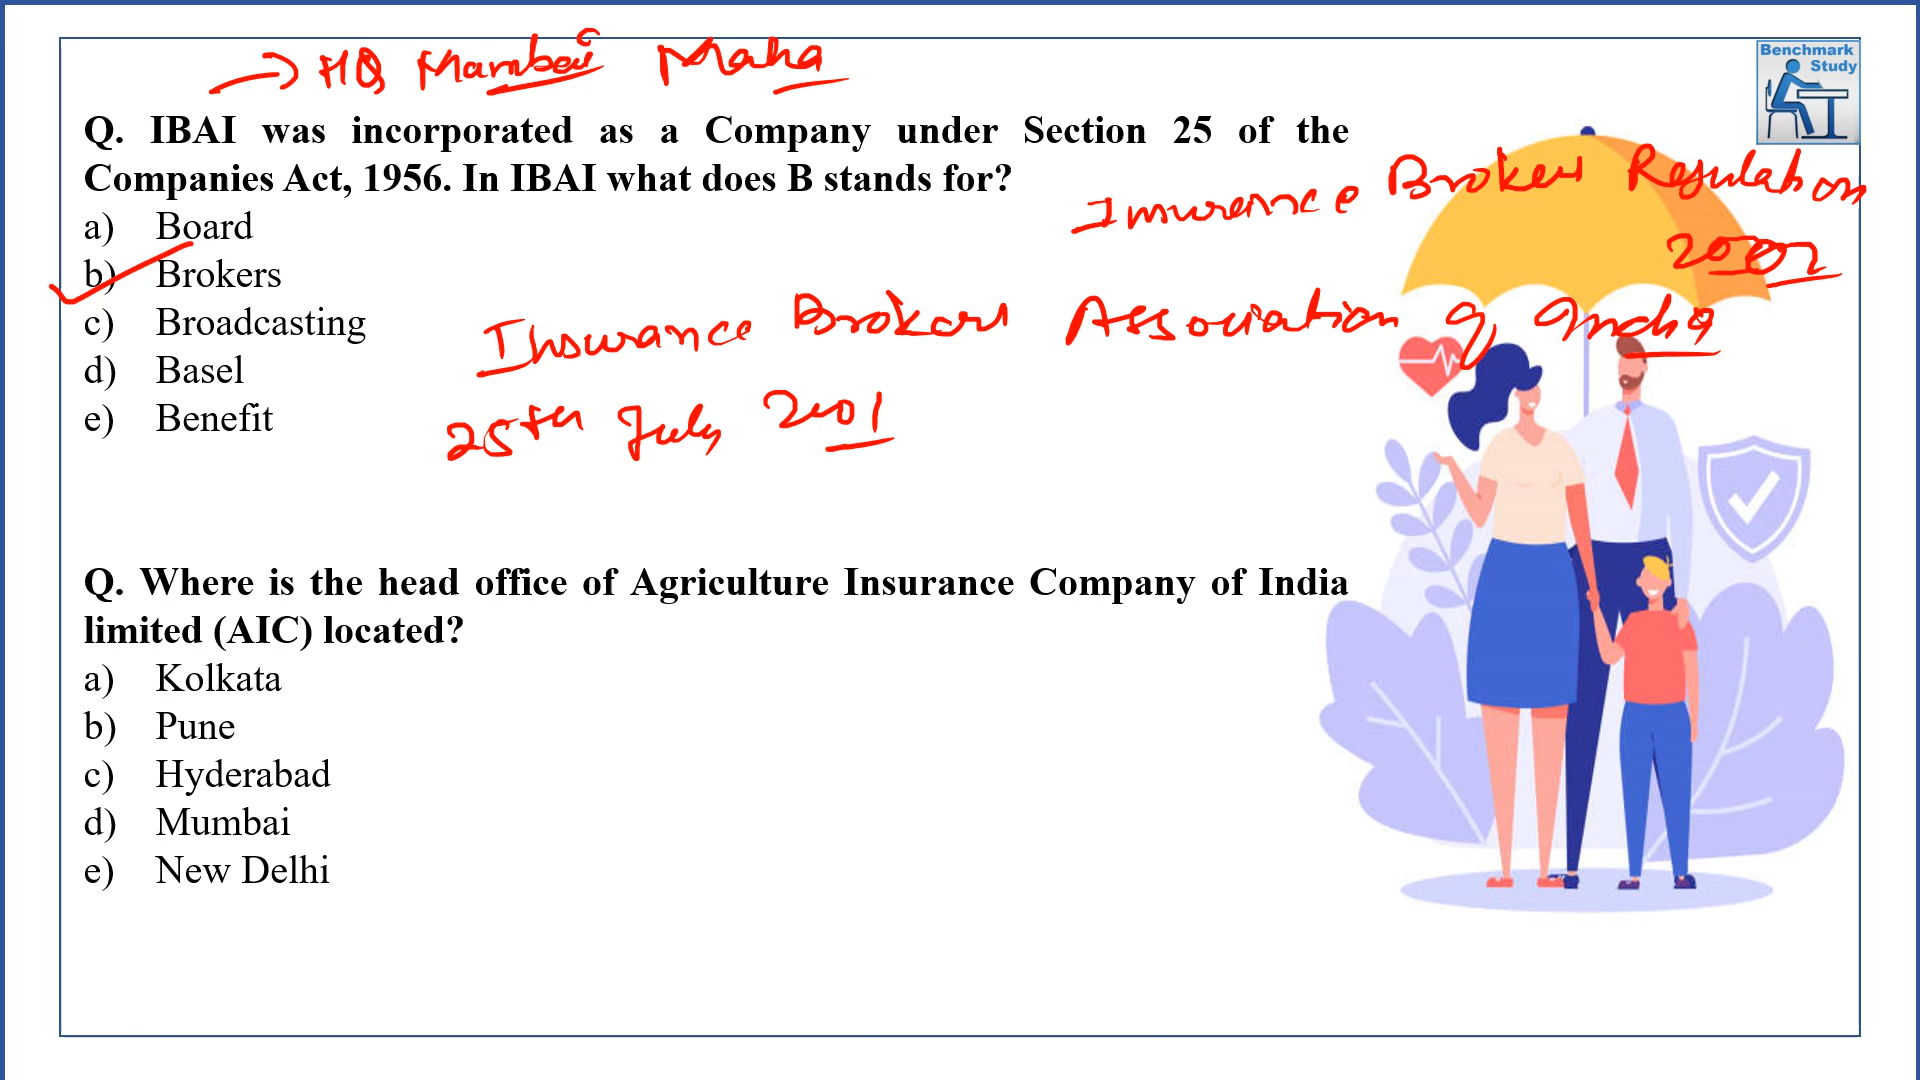 → HQ Mumbai Maha
Benchmark
Study
Q. IBAI was incorporated as a Company under Section 25 of the
Companies Act, 1956. In IBAI what does B stands for?
Insurance Broker Regulation
2002
a) Board
b) Brokers
c) Broadcasting
Insurance Brokers Association of India
d) Basel
e) Benefit
25th July 2001
Q. Where is the head office of Agriculture Insurance Company of India
limited (AIC) located?
a) Kolkata
b) Pune
c) Hyderabad
d) Mumbai
e) New Delhi